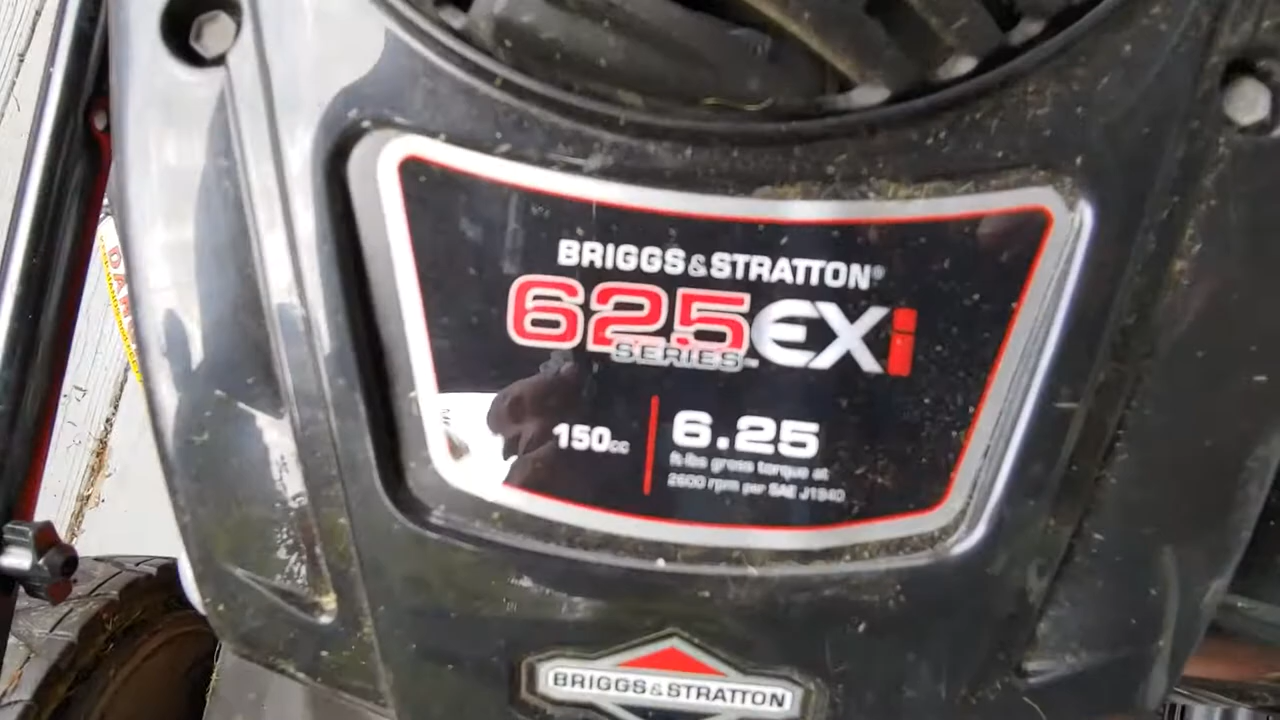 BRIGGS&STRATTON®
625EXi
SERIES™
150cc
6.25
ft-lbs gross torque at
2600 rpm per SAE J1940
BRIGGS&STRATTON